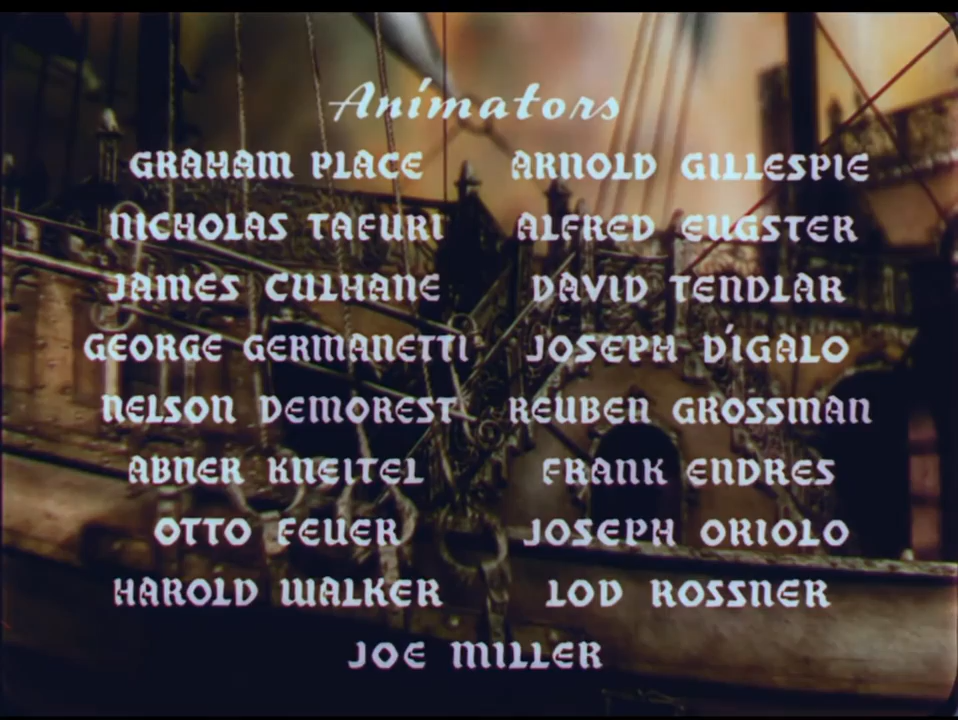 Animators
GRAHAM PLACE ARNOLD GILLESPIE
NICHOLAS TAFURI ALFRED EUGSTER
JAMES CULHANE DAVID TENDLAR
GEORGE GERMANETTI JOSEPH D'IGALO
NELSON DEMOREST REUBEN GROSSMAN
ABNER KNEITEL FRANK ENDRES
OTTO FEUER JOSEPH ORIOLO
HAROLD WALKER LOD ROSSNER
JOE MILLER